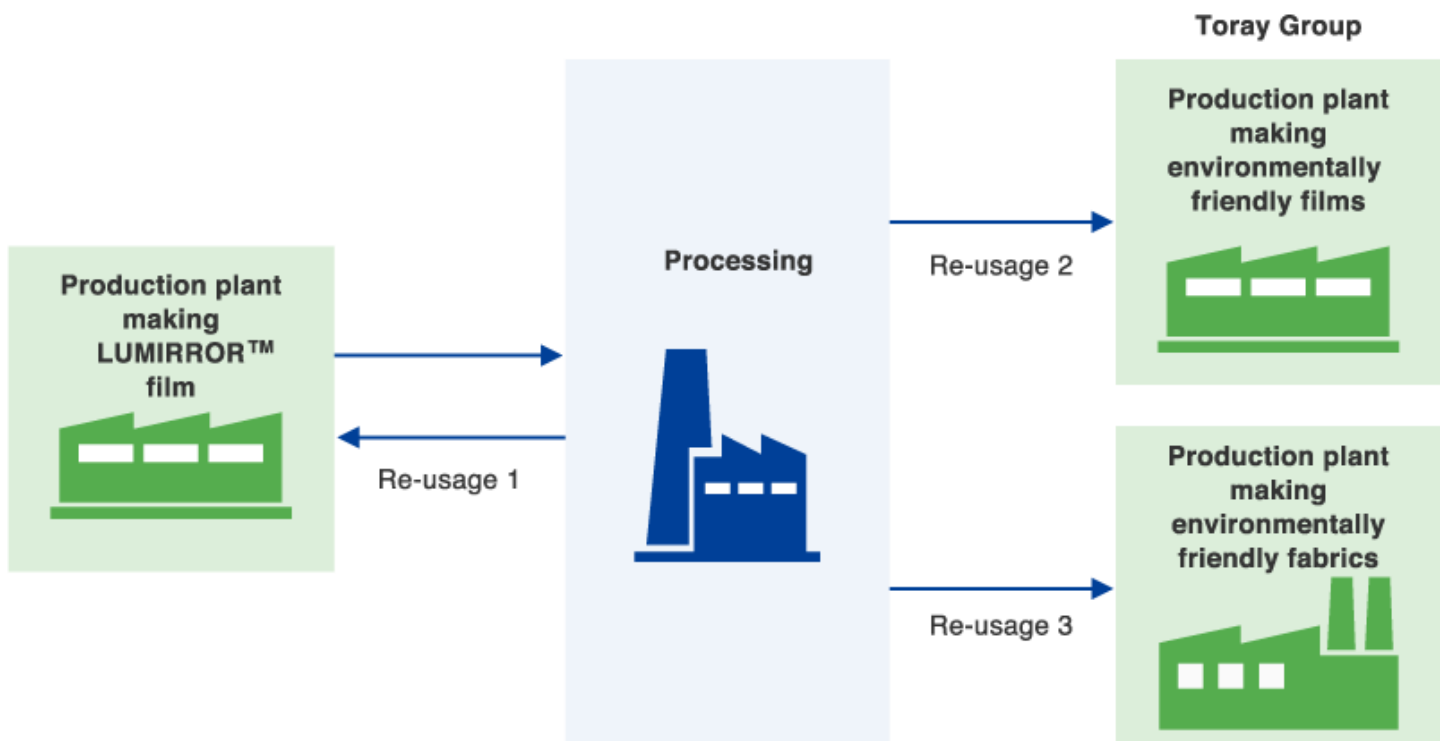 Toray Group
Production plant
making
environmentally
friendly films
Processing
Re-usage 2
Production plant
making
LUMIRROR™
film
Re-usage 1
Production plant
making
environmentally
friendly fabrics
Re-usage 3